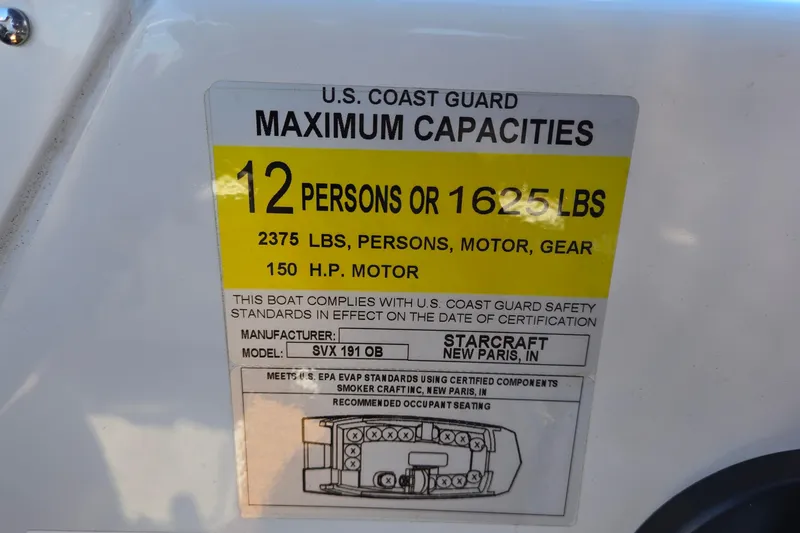 U.S. COAST GUARD
MAXIMUM CAPACITIES
12 PERSONS OR 1625 LBS
2375 LBS, PERSONS, MOTOR, GEAR
150 H.P. MOTOR
THIS BOAT COMPLIES WITH U.S. COAST GUARD SAFETY
STANDARDS IN EFFECT ON THE DATE OF CERTIFICATION
MANUFACTURER: STARCRAFT
NEW PARIS, IN
MODEL: SVX 191 OB
MEETS U.S. EPA EVAP STANDARDS USING CERTIFIED COMPONENTS
SMOKER CRAFT INC, NEW PARIS, IN
RECOMMENDED OCCUPANT SEATING